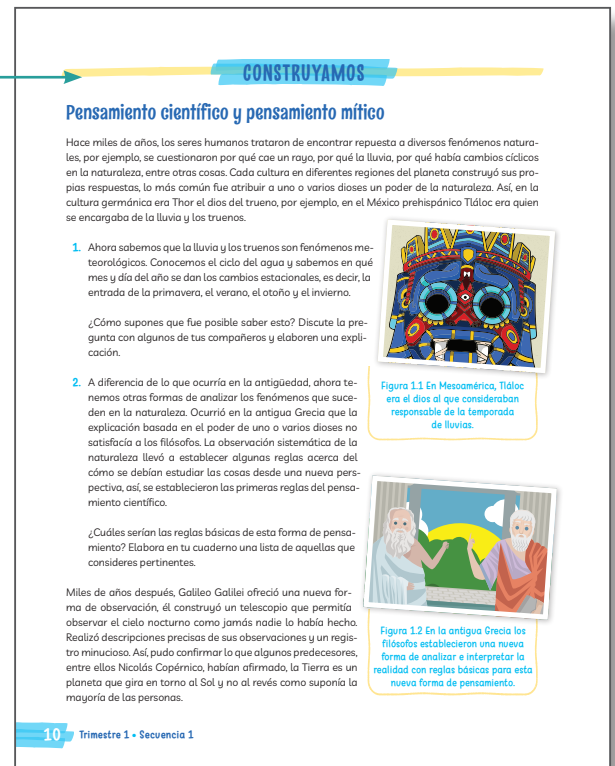 CONSTRUYAMOS
Pensamiento científico y pensamiento mítico
Hace miles de años, los seres humanos trataron de encontrar repuesta a diversos fenómenos natura-
les, por ejemplo, se cuestionaron por qué cae un rayo, por qué la lluvia, por qué había cambios cíclicos
en la naturaleza, entre otras cosas. Cada cultura en diferentes regiones del planeta construyó sus pro-
pias respuestas, lo más común fue atribuir a uno o varios dioses un poder de la naturaleza. Así, en la
cultura germánica era Thor el dios del trueno, por ejemplo, en el México prehispánico Tláloc era quien
se encargaba de la lluvia y los truenos.
1. Ahora sabemos que la lluvia y los truenos son fenómenos me-
teorológicos. Conocemos el ciclo del agua y sabemos en qué
mes y día del año se dan los cambios estacionales, es decir, la
entrada de la primavera, el verano, el otoño y el invierno.
¿Cómo supones que fue posible saber esto? Discute la pre-
gunta con algunos de tus compañeros y elaboren una expli-
cación.
Figura 1.1 En Mesoamérica, Tláloc
era el dios al que consideraban
responsable de la temporada
de lluvias.
2. A diferencia de lo que ocurría en la antigüedad, ahora te-
nemos otras formas de analizar los fenómenos que suce-
den en la naturaleza. Ocurrió en la antigua Grecia que la
explicación basada en el poder de uno o varios dioses no
satisfacía a los filósofos. La observación sistemática de la
naturaleza llevó a establecer algunas reglas acerca del
cómo se debían estudiar las cosas desde una nueva pers-
pectiva, así, se establecieron las primeras reglas del pensa-
miento científico.
¿Cuáles serían las reglas básicas de esta forma de pensa-
miento? Elabora en tu cuaderno una lista de aquellas que
consideres pertinentes.
Miles de años después, Galileo Galilei ofreció una nueva for-
ma de observación, él construyó un telescopio que permitía
observar el cielo nocturno como jamás nadie lo había hecho.
Realizó descripciones precisas de sus observaciones y un regis-
tro minucioso. Así, pudo confirmar lo que algunos predecesores,
entre ellos Nicolás Copérnico, habían afirmado, la Tierra es un
planeta que gira en torno al Sol y no al revés como suponía la
mayoría de las personas.
Figura 1.2 En la antigua Grecia los
filósofos establecieron una nueva
forma de analizar e interpretar la
realidad con reglas básicas para esta
nueva forma de pensamiento.
10 Trimestre 1 • Secuencia 1